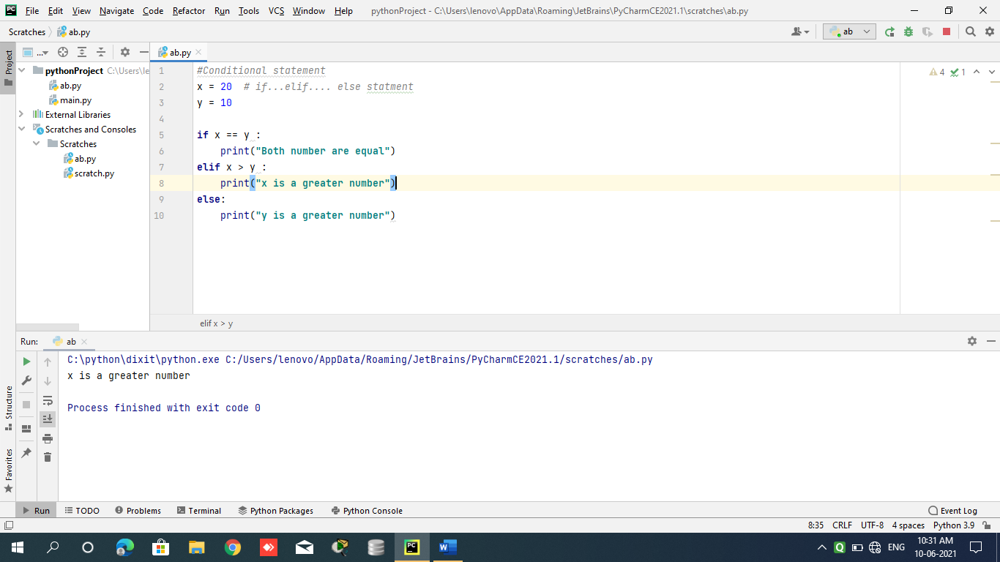 PC File Edit View Navigate Code Refactor Run Tools VCS Window Help pythonProject - C:\Users\lenovo\AppData\Roaming\JetBrains\PyCharmCE2021.1\scratches\ab.py
Scratches ab.py ab
Project ... ab.py
pythonProject C:\Users\le
ab.py
main.py
External Libraries
Scratches and Consoles
Scratches
ab.py
scratch.py
1 #Conditional statement
2 x = 20 # if...elif.... else statment
3 y = 10
4
5 if x == y :
6 print("Both number are equal")
7 elif x > y :
8 print("x is a greater number")
9 else:
10 print("y is a greater number")
4 1
elif x > y
Run: ab
C:\python\dixit\python.exe C:/Users/lenovo/AppData/Roaming/JetBrains/PyCharmCE2021.1/scratches/ab.py
x is a greater number
Process finished with exit code 0
Structure
Favorites
Run TODO Problems Terminal Python Packages Python Console Event Log
8:35 CRLF UTF-8 4 spaces Python 3.9
PC W Q ENG 10:31 AM
10-06-2021